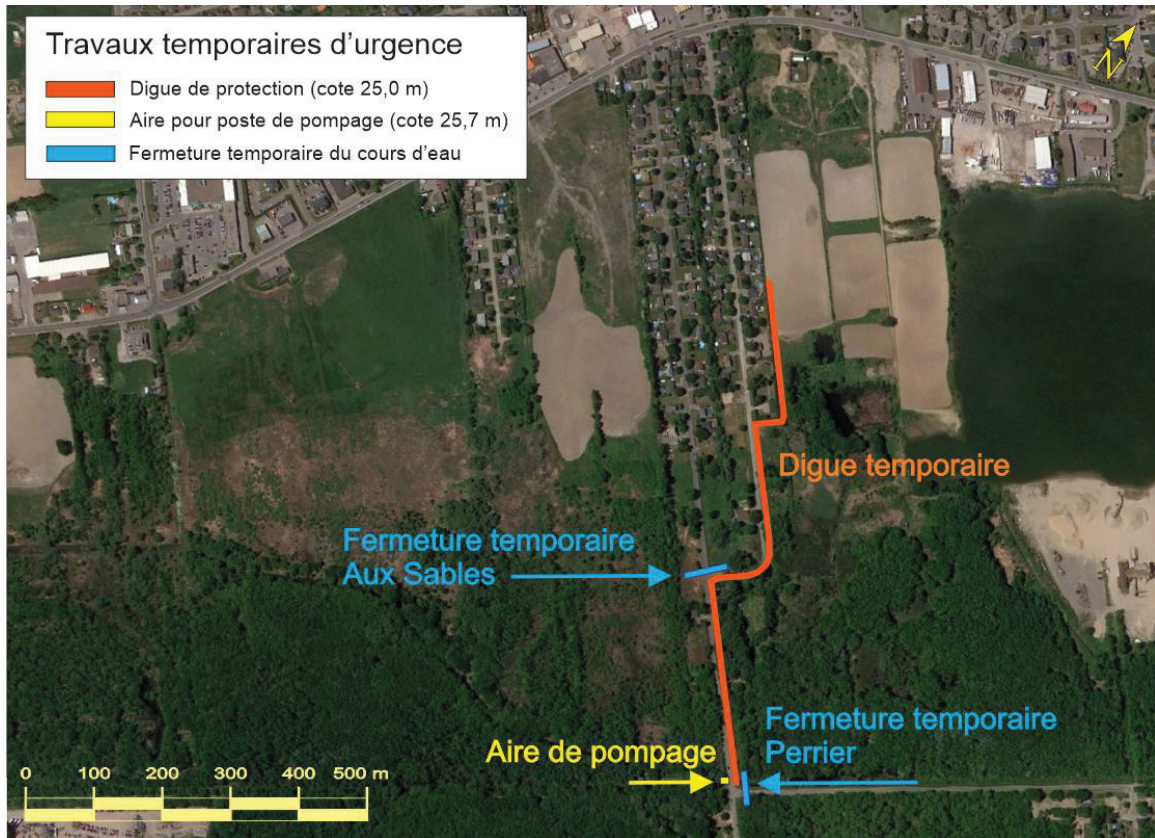 Travaux temporaires d'urgence
Digue de protection (cote 25,0 m)
Aire pour poste de pompage (cote 25,7 m)
Fermeture temporaire du cours d'eau
N
Digue temporaire
Fermeture temporaire
Aux Sables
Fermeture temporaire
Perrier
Aire de pompage
0 100 200 300 400 500 m